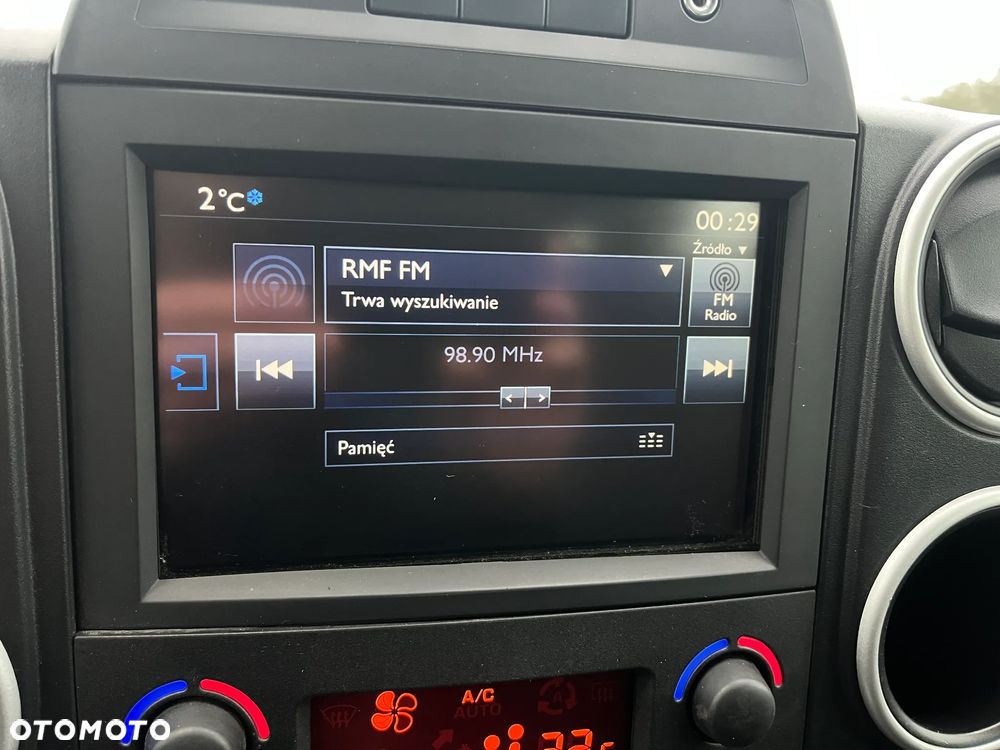 2°C
00:29
Źródło
RMF FM
Trwa wyszukiwanie
FM
Radio
98.90 MHz
Pamięć
A/C
AUTO
OTOMOTO